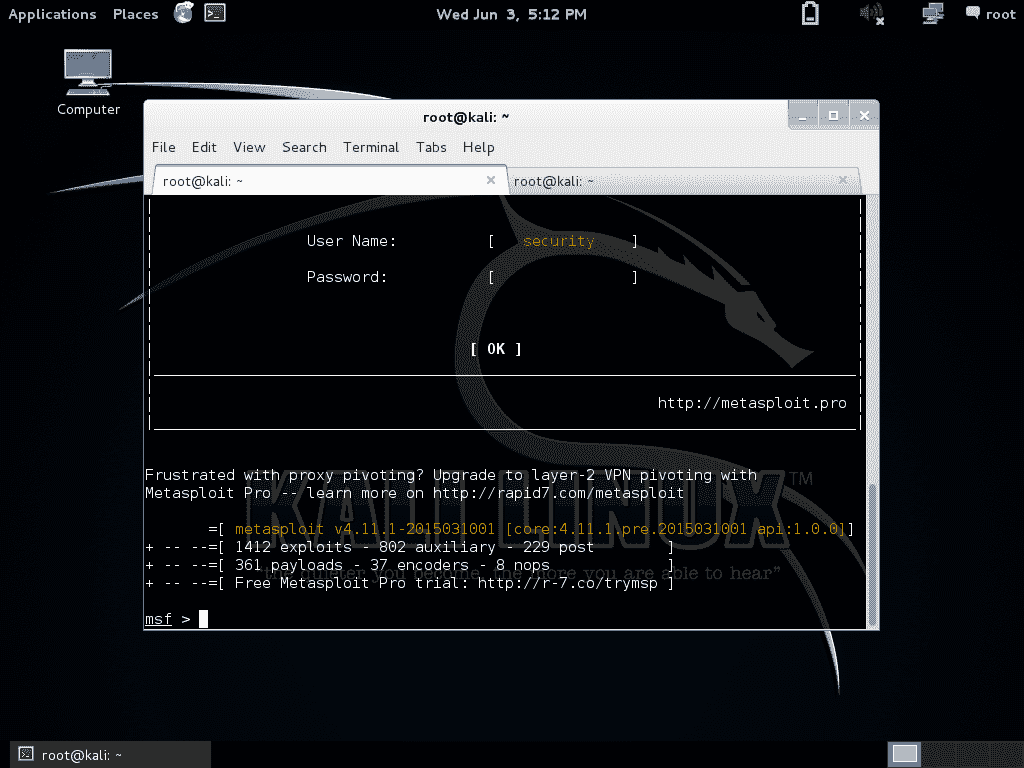 Applications Places
Wed Jun 3, 5:12 PM
root
Computer
root@kali: ~
File Edit View Search Terminal Tabs Help
root@kali: ~ × root@kali: ~ ×
User Name: [ security ]
Password: [ ]
[ OK ]
http://metasploit.pro
Frustrated with proxy pivoting? Upgrade to layer-2 VPN pivoting with
Metasploit Pro -- learn more on http://rapid7.com/metasploit
=[ metasploit v4.11.1-2015031001 [core:4.11.1.pre.2015031001 api:1.0.0]]
+ -- --=[ 1412 exploits - 802 auxiliary - 229 post ]
+ -- --=[ 361 payloads - 37 encoders - 8 nops ]
+ -- --=[ Free Metasploit Pro trial: http://r-7.co/trymsp ]
msf >
KALI LINUX™
"the quieter you become, the more you are able to hear"
root@kali: ~